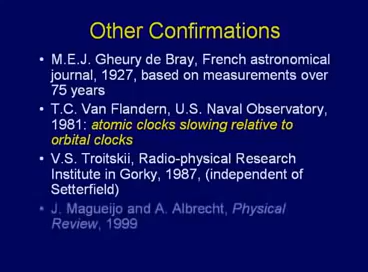 Other Confirmations
• M.E.J. Gheury de Bray, French astronomical
journal, 1927, based on measurements over
75 years
• T.C. Van Flandern, U.S. Naval Observatory,
1981: atomic clocks slowing relative to
orbital clocks
• V.S. Troitskii, Radio-physical Research
Institute in Gorky, 1987, (independent of
Setterfield)
• J. Magueijo and A. Albrecht, Physical
Review, 1999